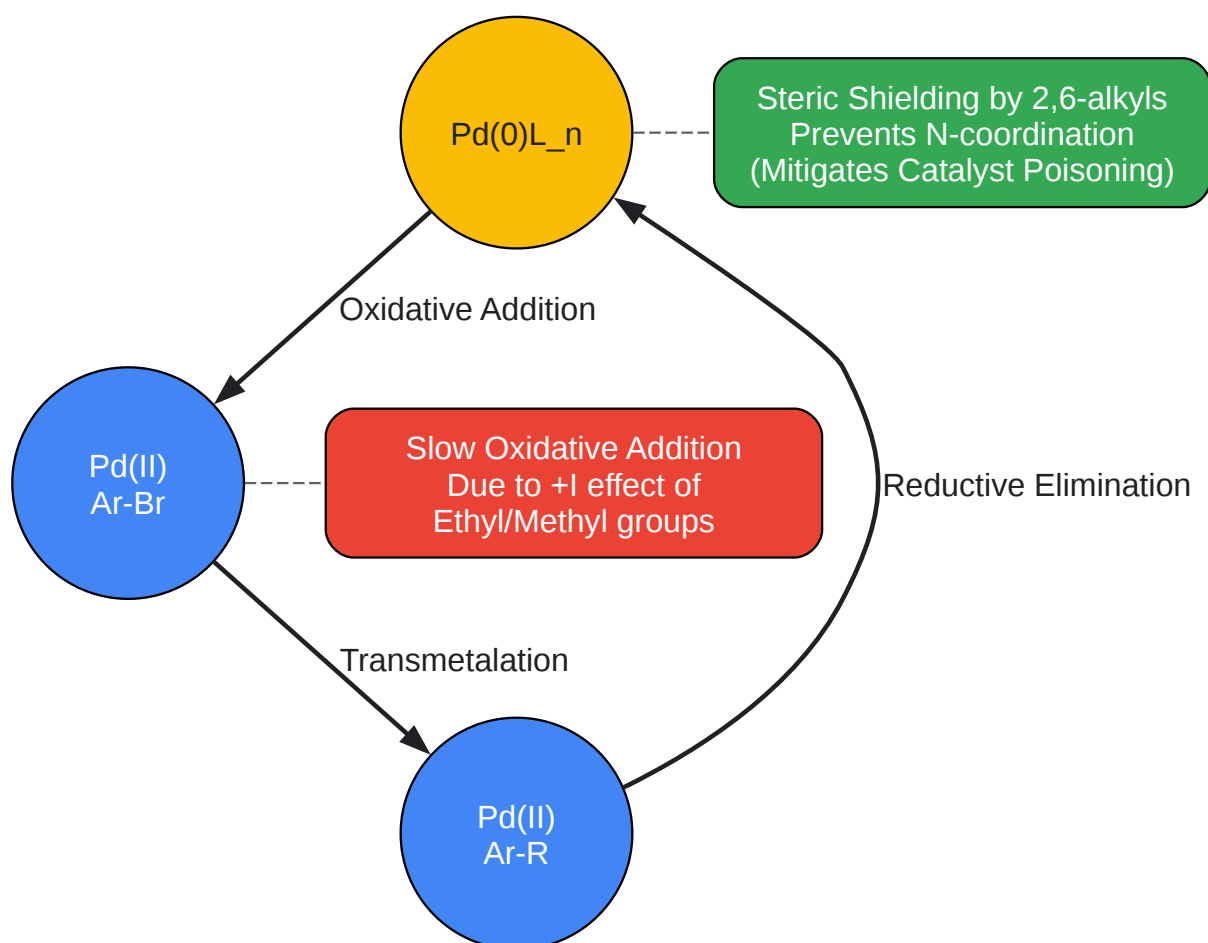 Pd(0)L_n
Steric Shielding by 2,6-alkyls
Prevents N-coordination
(Mitigates Catalyst Poisoning)
Oxidative Addition
Pd(II)
Ar-Br
Slow Oxidative Addition
Due to +I effect of
Ethyl/Methyl groups
Reductive Elimination
Transmetalation
Pd(II)
Ar-R